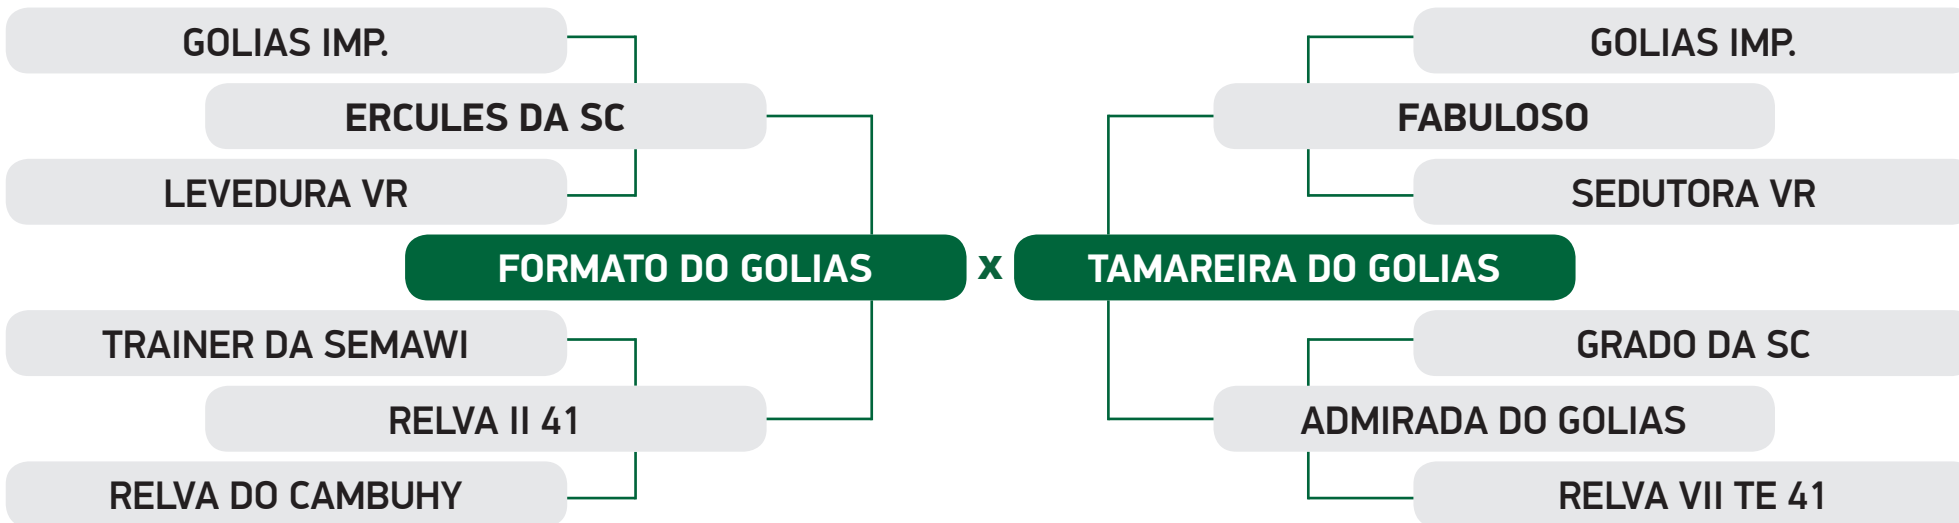 GOLIAS IMP.
GOLIAS IMP.
ERCULES DA SC
FABULOSO
LEVEDURA VR
SEDUTORA VR
FORMATO DO GOLIAS x TAMAREIRA DO GOLIAS
TRAINER DA SEMAWI
GRADO DA SC
RELVA II 41
ADMIRADA DO GOLIAS
RELVA DO CAMBUHY
RELVA VII TE 41